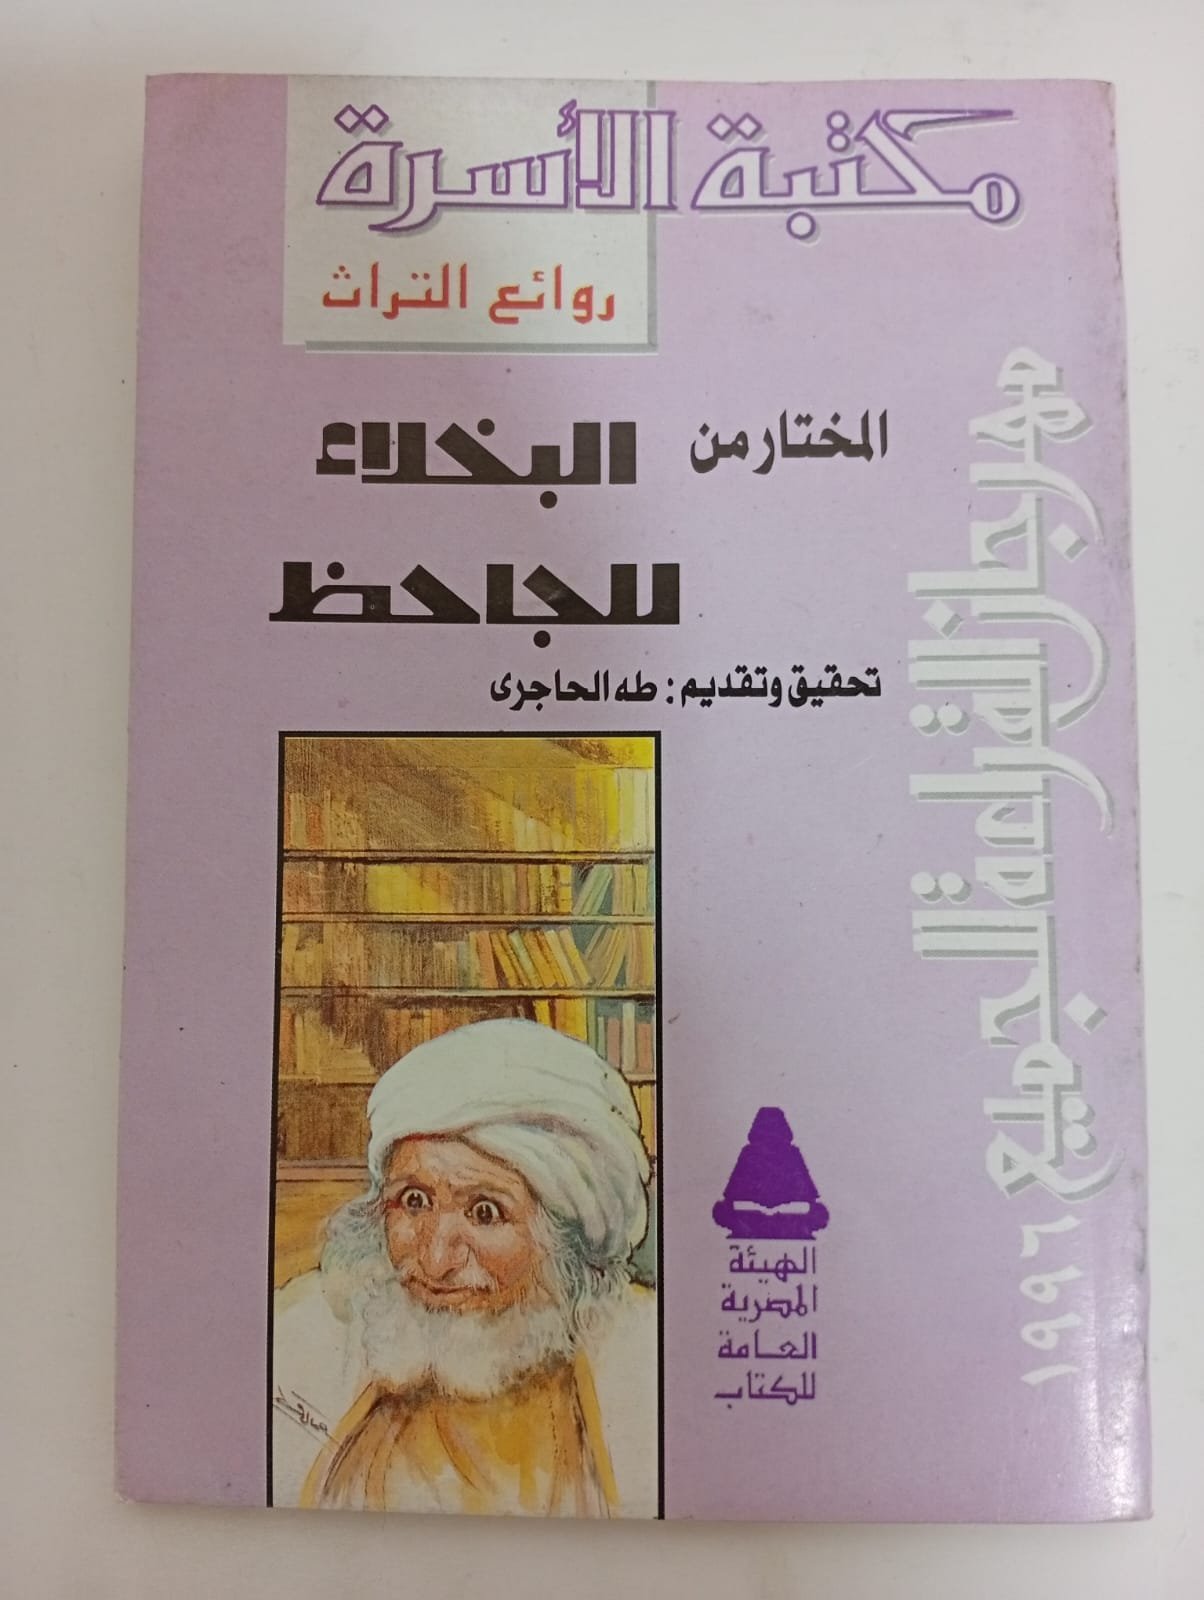 مكتبة الأسرة
روائع التراث
المختار من البخلاء
للجاحظ
تحقيق وتقديم: طه الحاجرى
مهرجان القراءة للجميع ١٩٩٦
الهيئة
المصرية
العامة
للكتاب